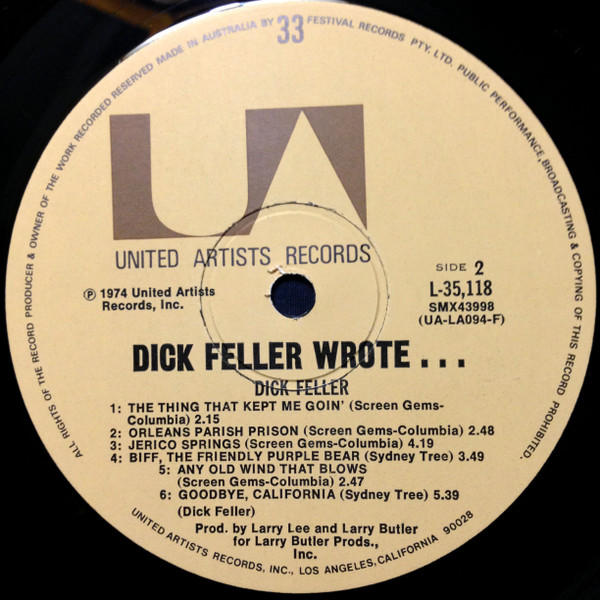 ALL RIGHTS OF THE RECORD PRODUCER & OWNER OF THE WORK RECORDED RESERVED MADE IN AUSTRALIA BY 33 FESTIVAL RECORDS PTY. LTD. PUBLIC PERFORMANCE, BROADCASTING & COPYING OF THIS RECORD PROHIBITED.
UA
UNITED ARTISTS RECORDS
℗ 1974 United Artists
Records, Inc.
SIDE 2
L-35,118
SMX43998
(UA-LA094-F)
DICK FELLER WROTE . . .
DICK FELLER
1: THE THING THAT KEPT ME GOIN' (Screen Gems-
Columbia) 2.15
2: ORLEANS PARISH PRISON (Screen Gems-Columbia) 2.48
3: JERICO SPRINGS (Screen Gems-Columbia) 4.19
4: BIFF, THE FRIENDLY PURPLE BEAR (Sydney Tree) 3.49
5: ANY OLD WIND THAT BLOWS
(Screen Gems-Columbia) 2.47
6: GOODBYE, CALIFORNIA (Sydney Tree) 5.39
(Dick Feller)
Prod. by Larry Lee and Larry Butler
for Larry Butler Prods.,
Inc.
UNITED ARTISTS RECORDS, INC., LOS ANGELES, CALIFORNIA 90028